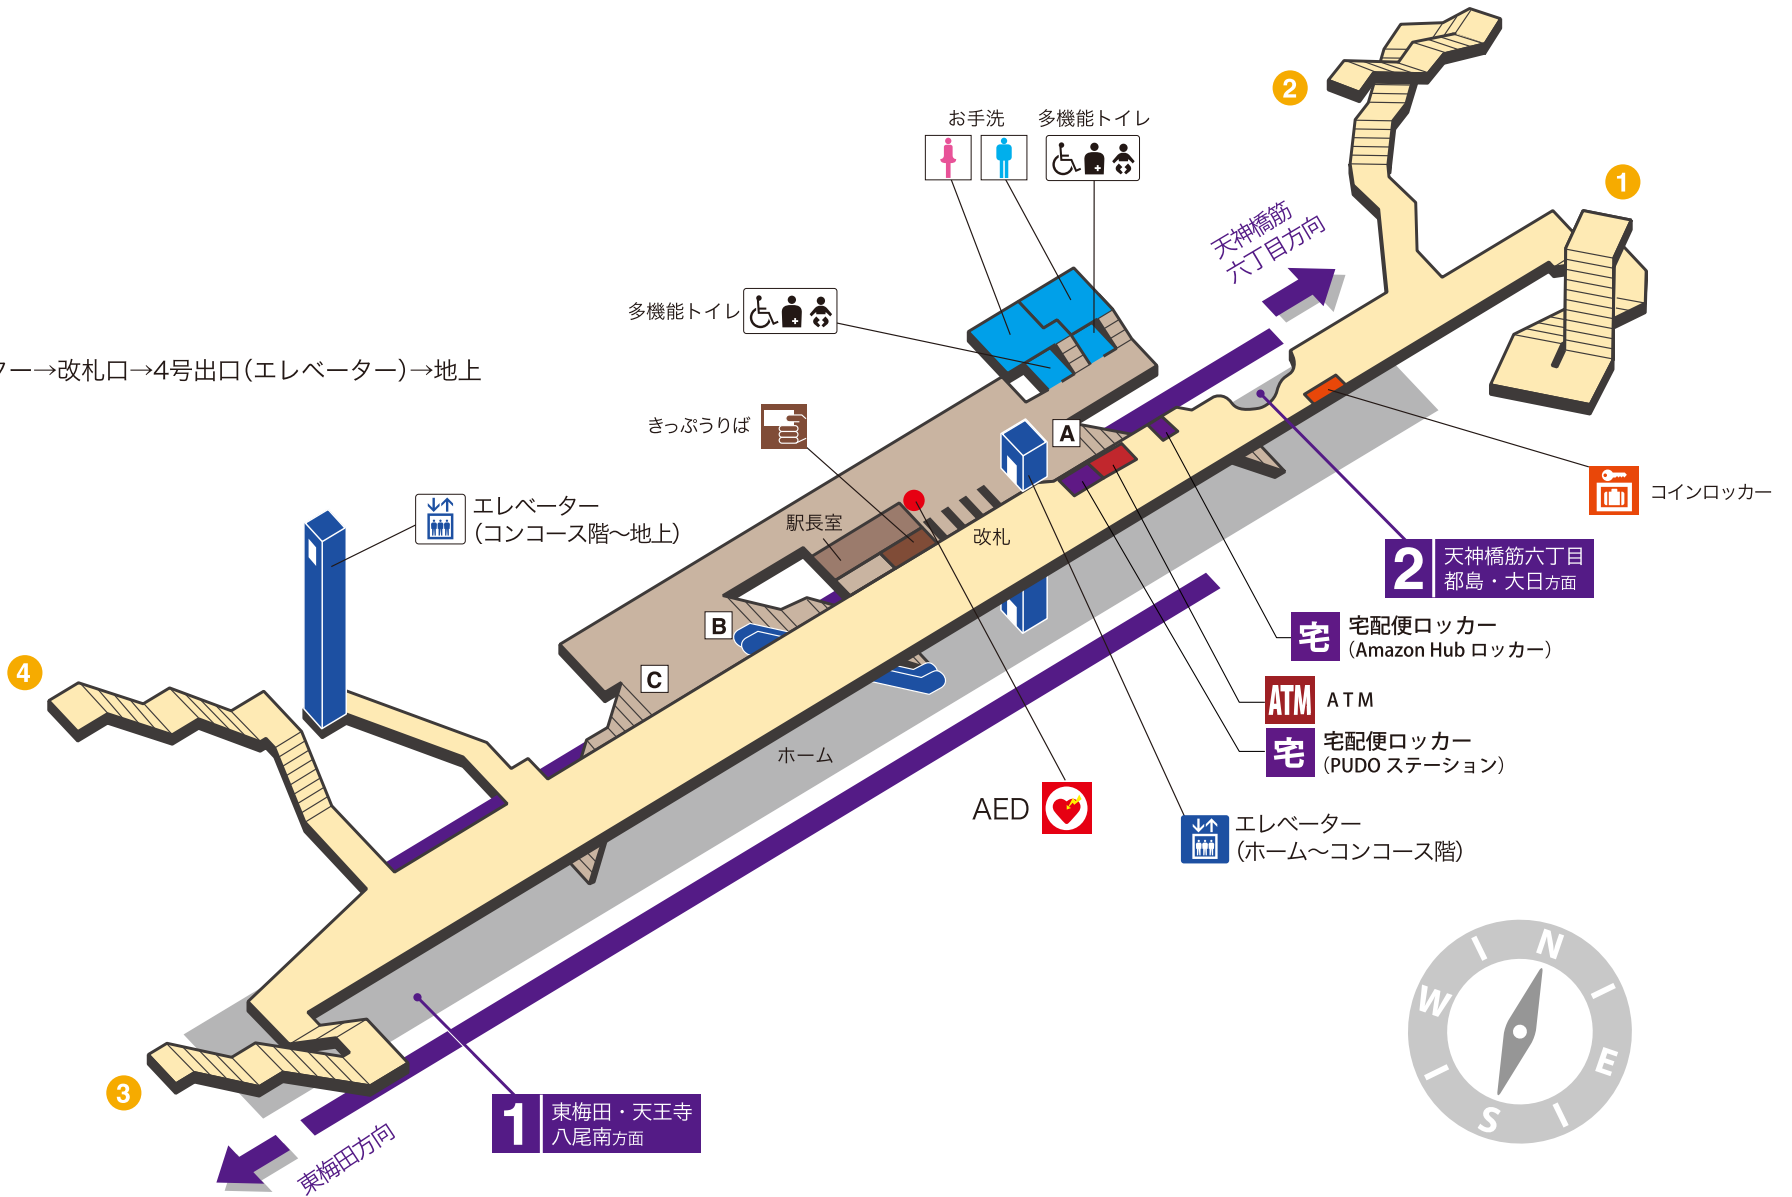 2
1
お手洗
多機能トイレ
天神橋筋
六丁目方向
多機能トイレ
ター→改札口→4号出口(エレベーター)→地上
きっぷうりば
A
エレベーター
(コンコース階〜地上)
駅長室
改札
コインロッカー
2
天神橋筋六丁目
都島・大日方面
B
宅
宅配便ロッカー
(Amazon Hub ロッカー)
4
C
ATM
ATM
宅
宅配便ロッカー
(PUDO ステーション)
ホーム
AED
エレベーター
(ホーム〜コンコース階)
3
1
東梅田・天王寺
八尾南方面
東梅田方向
N
W
E
S